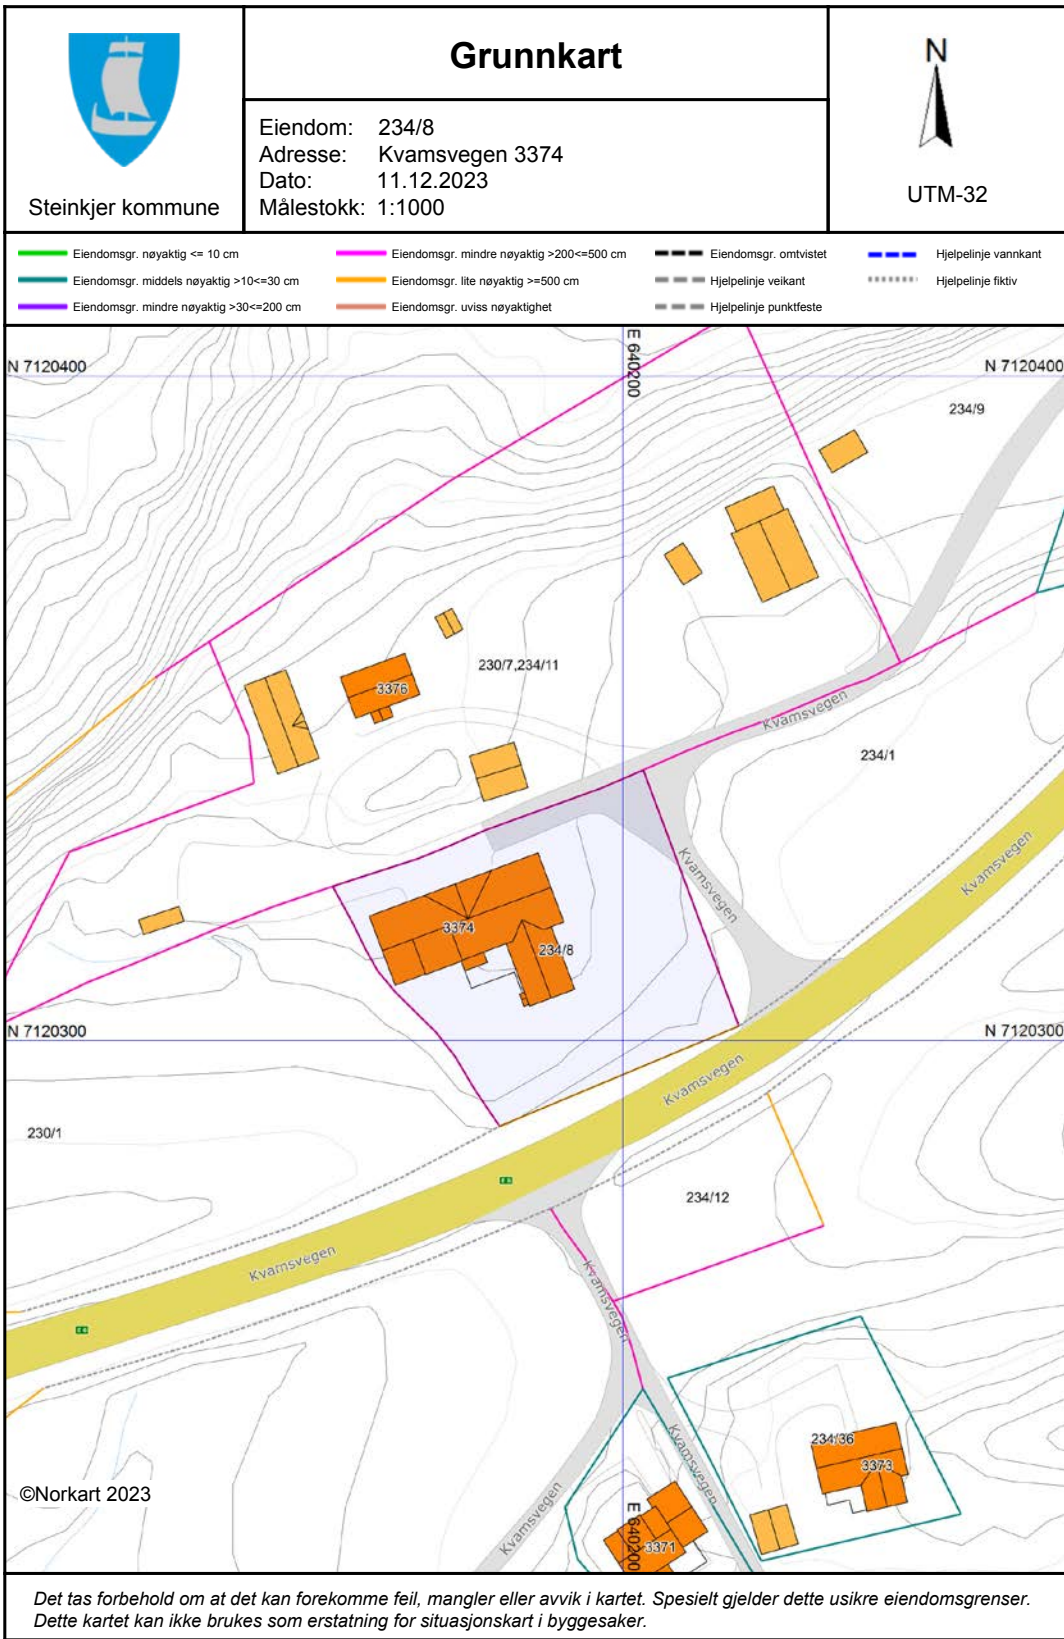 Grunnkart
N
Eiendom: 234/8
Adresse: Kvamsvegen 3374
Dato: 11.12.2023
Målestokk: 1:1000
Steinkjer kommune
UTM-32
Eiendomsgr. nøyaktig <= 10 cm
Eiendomsgr. mindre nøyaktig >200<=500 cm
Eiendomsgr. omtvistet
Hjelpelinje vannkant
Eiendomsgr. middels nøyaktig >10<=30 cm
Eiendomsgr. lite nøyaktig >=500 cm
Hjelpelinje veikant
Hjelpelinje fiktiv
Eiendomsgr. mindre nøyaktig >30<=200 cm
Eiendomsgr. uviss nøyaktighet
Hjelpelinje punktfeste
N 7120400
E 640200
N 7120400
234/9
230/7,234/11
3376
Kvamsvegen
234/1
Kvamsvegen
Kvamsvegen
3374
234/8
N 7120300
N 7120300
Kvamsvegen
230/1
E 6
234/12
Kvamsvegen
Kvamsvegen
E 6
Kvamsvegen
234/36
3373
©Norkart 2023
Kvamsvegen
E 640200
3371
Det tas forbehold om at det kan forekomme feil, mangler eller avvik i kartet. Spesielt gjelder dette usikre eiendomsgrenser.
Dette kartet kan ikke brukes som erstatning for situasjonskart i byggesaker.